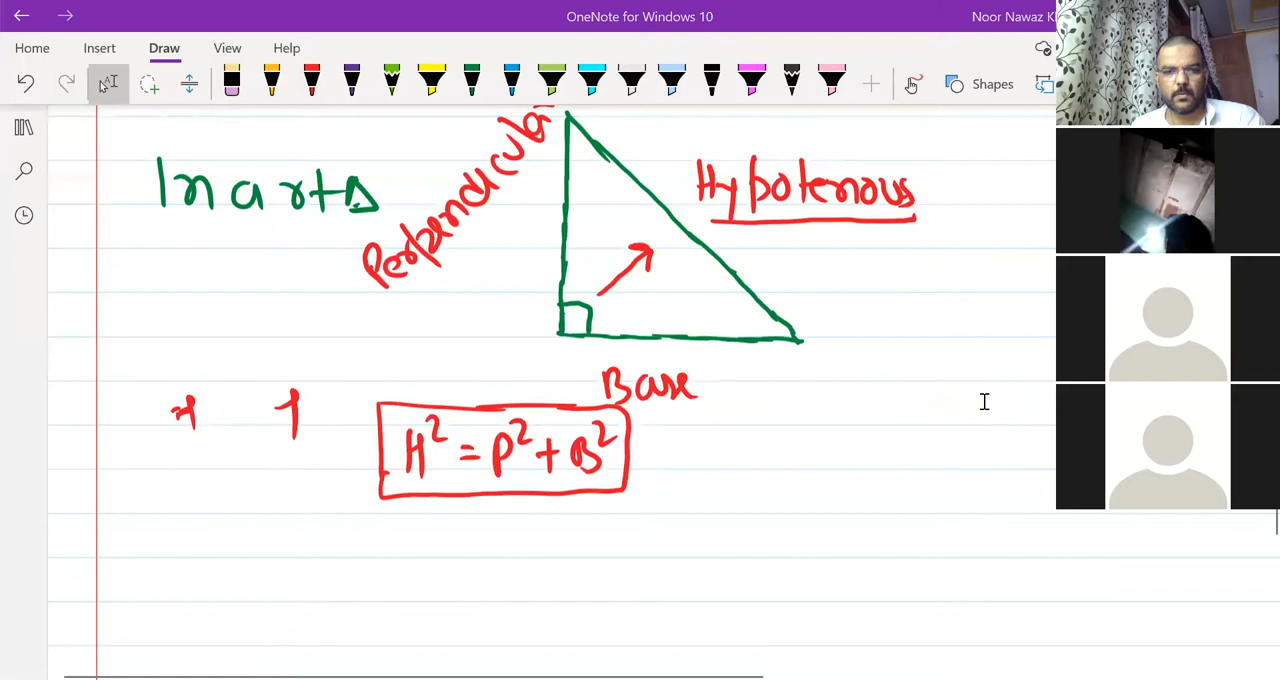 OneNote for Windows 10
Noor Nawaz K
Home Insert Draw View Help
Shapes
Perpendicular
In art Δ
Hypotenous
Base
H² = P² + B²